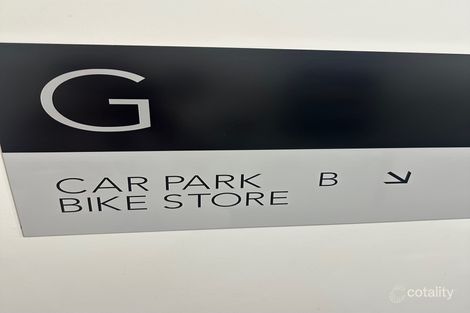 G
CAR PARK B ↘
BIKE STORE
cotality